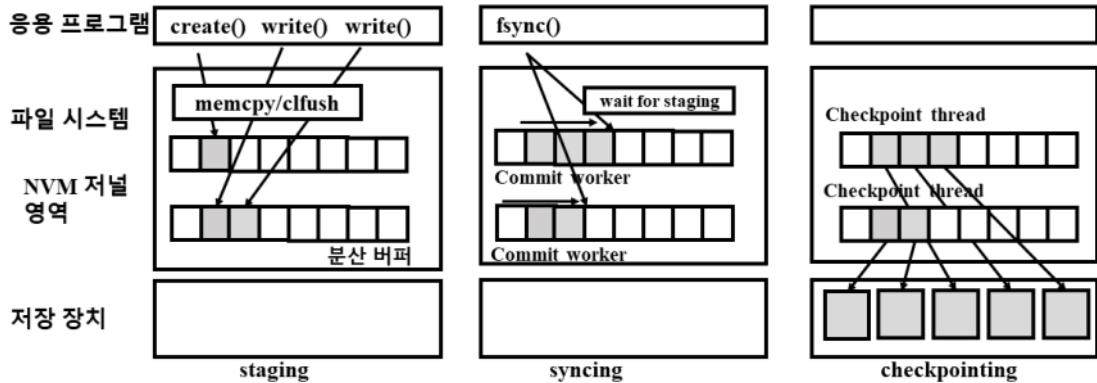 응용 프로그램
create() write() write()
fsync()
파일 시스템
memcpy/clfush
wait for staging
Commit worker
Checkpoint thread
NVM 저널
영역
Checkpoint thread
분산 버퍼
Commit worker
저장 장치
staging
syncing
checkpointing